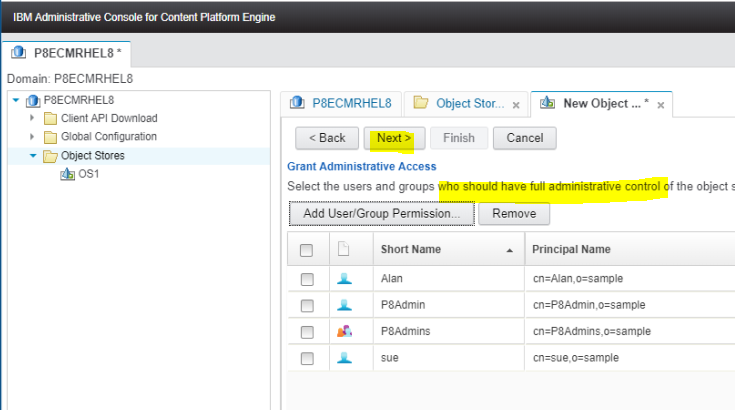 IBM Administrative Console for Content Platform Engine
P8ECMRHEL8 *
Domain: P8ECMRHEL8
P8ECMRHEL8
Client API Download
Global Configuration
Object Stores
OS1
P8ECMRHEL8
Object Stor...
New Object ... *
< Back
Next >
Finish
Cancel
Grant Administrative Access
Select the users and groups who should have full administrative control of the object s
Add User/Group Permission...
Remove
Short Name
Principal Name
Alan
cn=Alan,o=sample
P8Admin
cn=P8Admin,o=sample
P8Admins
cn=P8Admins,o=sample
sue
cn=sue,o=sample